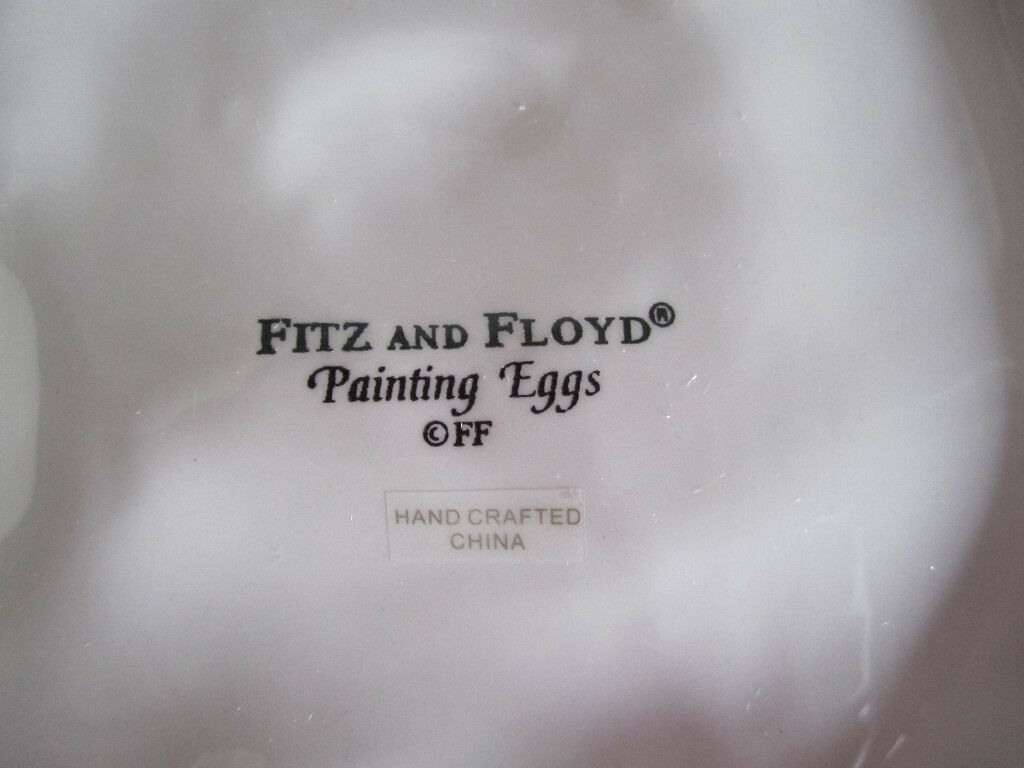 FITZ AND FLOYD®
Painting Eggs
©FF
HAND CRAFTED
CHINA